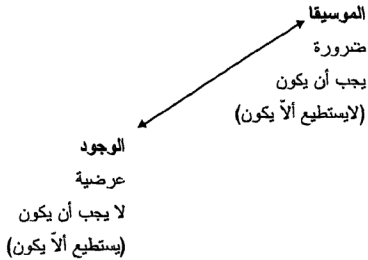 الموسيقا
ضرورة
يجب أن يكون
(لايستطيع ألاّ يكون)
الوجود
عرضية
لا يجب أن يكون
(يستطيع ألاّ يكون)